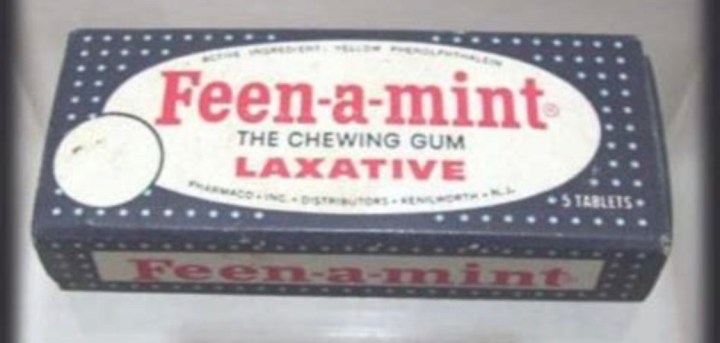 ACTIVE INGREDIENT: YELLOW PHENOLPHTHALEIN
Feen-a-mint®
THE CHEWING GUM
LAXATIVE
PHARMACO • INC. • DISTRIBUTORS • KENILWORTH • N.J.
5 TABLETS
Feen-a-mint®